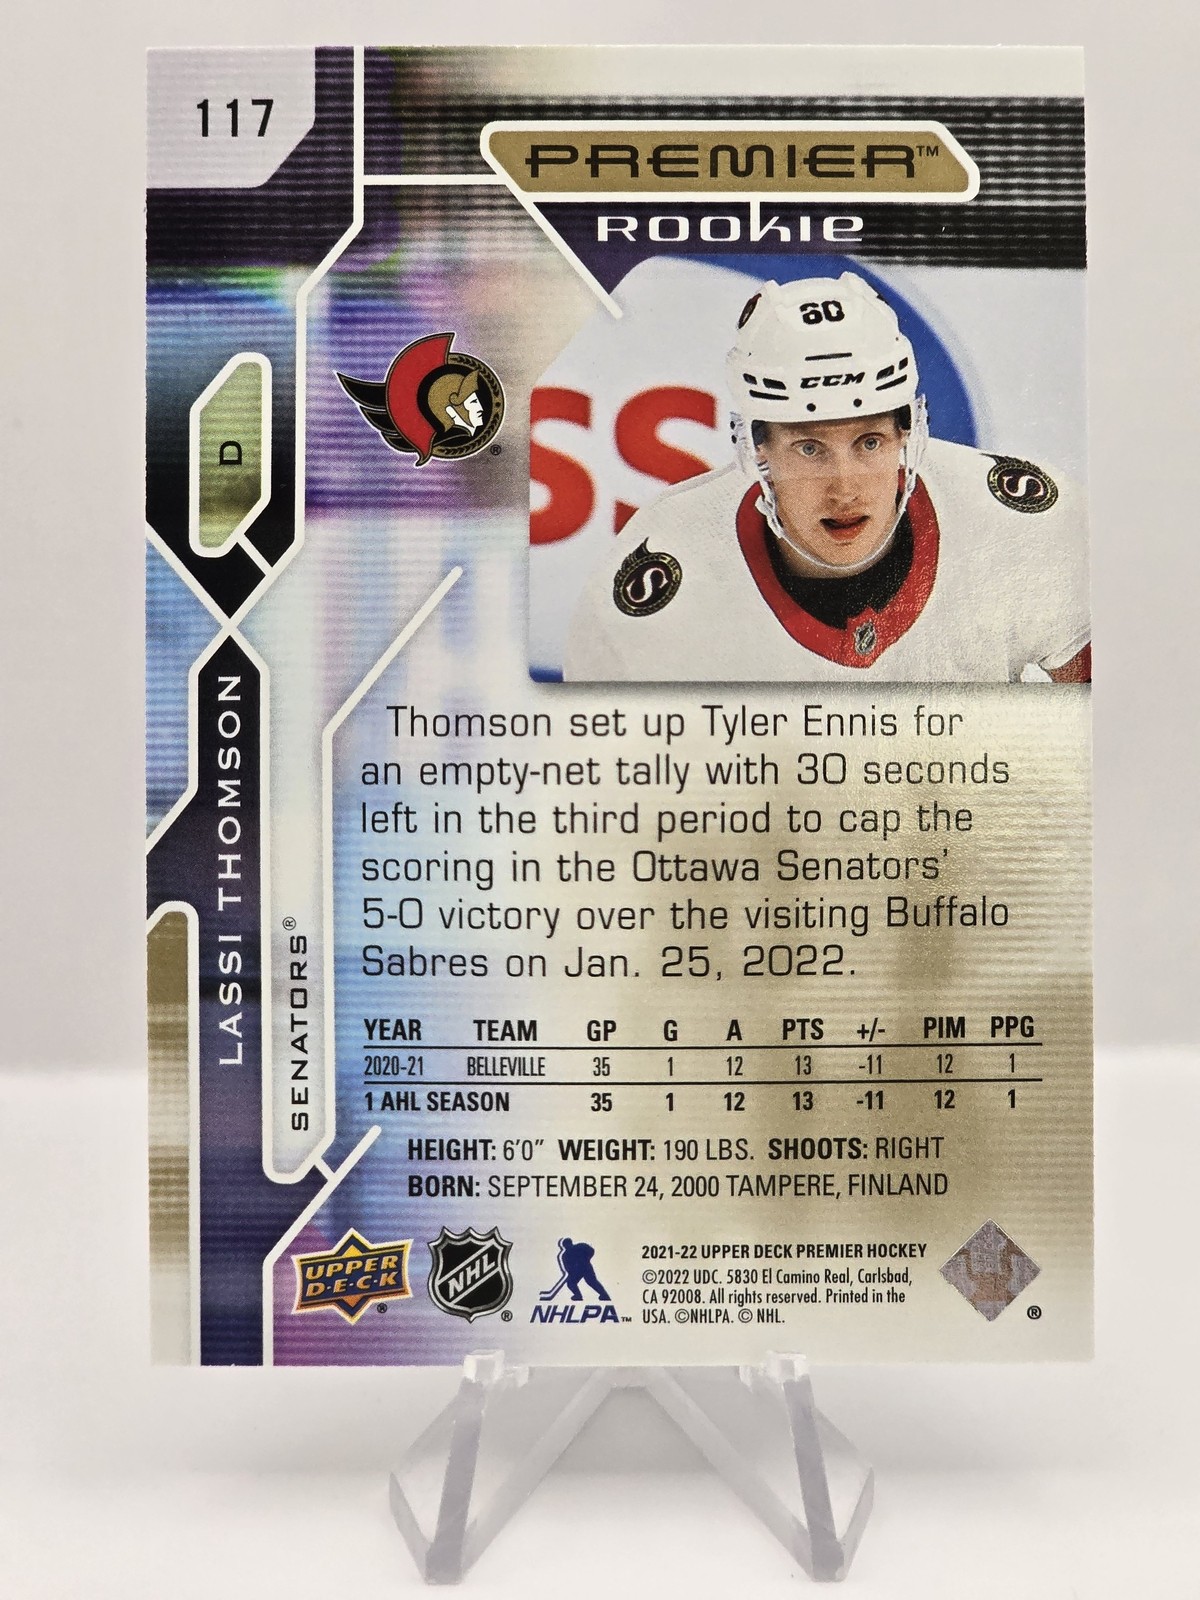 117
PREMIER™
ROOKIE
60
CCM
SS
S
S
D
LASSI THOMSON
SENATORS®
®
Thomson set up Tyler Ennis for
an empty-net tally with 30 seconds
left in the third period to cap the
scoring in the Ottawa Senators'
5-0 victory over the visiting Buffalo
Sabres on Jan. 25, 2022.
YEAR TEAM GP G A PTS +/- PIM PPG
2020-21 BELLEVILLE 35 1 12 13 -11 12 1
1 AHL SEASON 35 1 12 13 -11 12 1
HEIGHT: 6'0" WEIGHT: 190 LBS. SHOOTS: RIGHT
BORN: SEPTEMBER 24, 2000 TAMPERE, FINLAND
UPPER
D·E·C·K
®
NHL
®
NHLPA™
2021-22 UPPER DECK PREMIER HOCKEY
©2022 UDC. 5830 El Camino Real, Carlsbad,
CA 92008. All rights reserved. Printed in the
USA. ©NHLPA. © NHL.
®